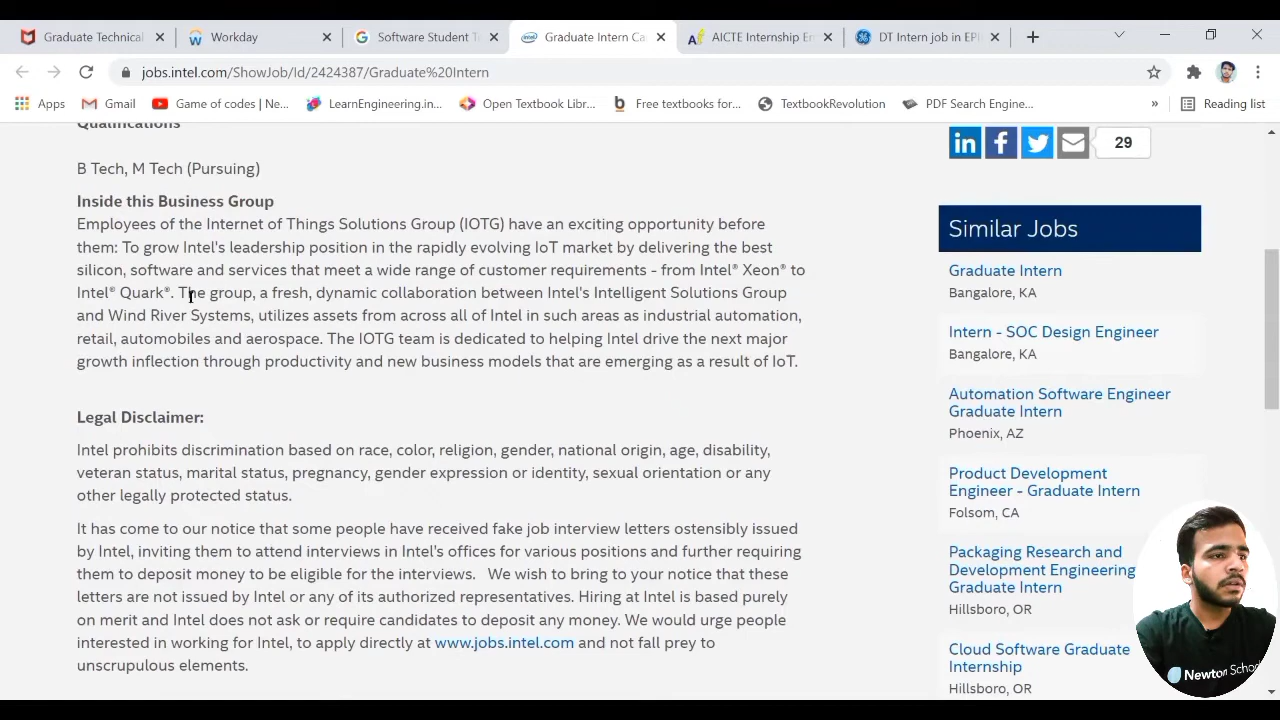 Graduate Technical
Workday
Software Student Te
Graduate Intern Ca
AICTE Internship En
DT Intern job in EPI
jobs.intel.com/ShowJob/Id/2424387/Graduate%20Intern
Apps
Gmail
Game of codes | Ne...
LearnEngineering.in...
Open Textbook Libr...
Free textbooks for...
TextbookRevolution
PDF Search Engine...
»
Reading list
Qualifications
B Tech, M Tech (Pursuing)
Inside this Business Group
Employees of the Internet of Things Solutions Group (IOTG) have an exciting opportunity before
them: To grow Intel's leadership position in the rapidly evolving IoT market by delivering the best
silicon, software and services that meet a wide range of customer requirements - from Intel® Xeon® to
Intel® Quark®. The group, a fresh, dynamic collaboration between Intel's Intelligent Solutions Group
and Wind River Systems, utilizes assets from across all of Intel in such areas as industrial automation,
retail, automobiles and aerospace. The IOTG team is dedicated to helping Intel drive the next major
growth inflection through productivity and new business models that are emerging as a result of IoT.
Legal Disclaimer:
Intel prohibits discrimination based on race, color, religion, gender, national origin, age, disability,
veteran status, marital status, pregnancy, gender expression or identity, sexual orientation or any
other legally protected status.
It has come to our notice that some people have received fake job interview letters ostensibly issued
by Intel, inviting them to attend interviews in Intel's offices for various positions and further requiring
them to deposit money to be eligible for the interviews. We wish to bring to your notice that these
letters are not issued by Intel or any of its authorized representatives. Hiring at Intel is based purely
on merit and Intel does not ask or require candidates to deposit any money. We would urge people
interested in working for Intel, to apply directly at www.jobs.intel.com and not fall prey to
unscrupulous elements.
29
Similar Jobs
Graduate Intern
Bangalore, KA
Intern - SOC Design Engineer
Bangalore, KA
Automation Software Engineer
Graduate Intern
Phoenix, AZ
Product Development
Engineer - Graduate Intern
Folsom, CA
Packaging Research and
Development Engineering
Graduate Intern
Hillsboro, OR
Cloud Software Graduate
Internship
Hillsboro, OR
Newton School